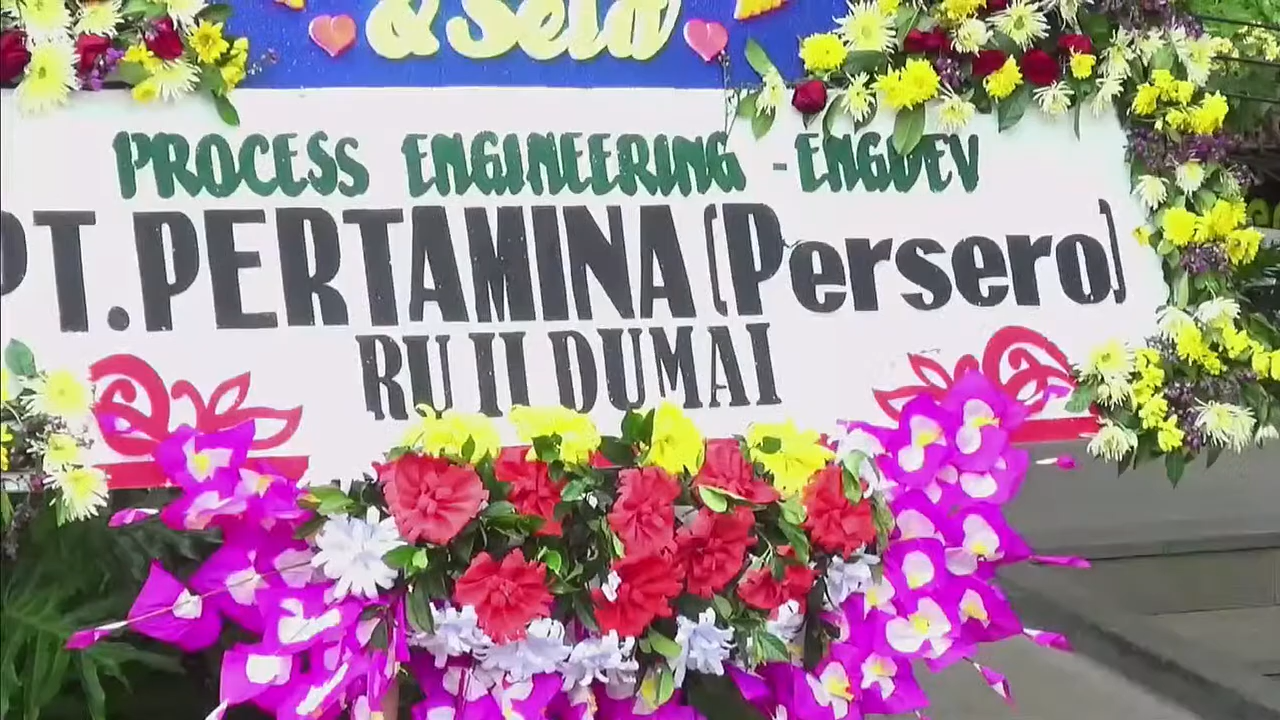 & Sela
PROCESS ENGINEERING - ENGDEV
PT.PERTAMINA (Persero)
RU II DUMAI